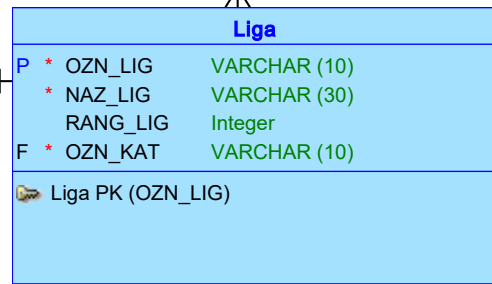 Liga
P * OZN_LIG VARCHAR (10)
* NAZ_LIG VARCHAR (30)
RANG_LIG Integer
F * OZN_KAT VARCHAR (10)
Liga PK (OZN_LIG)